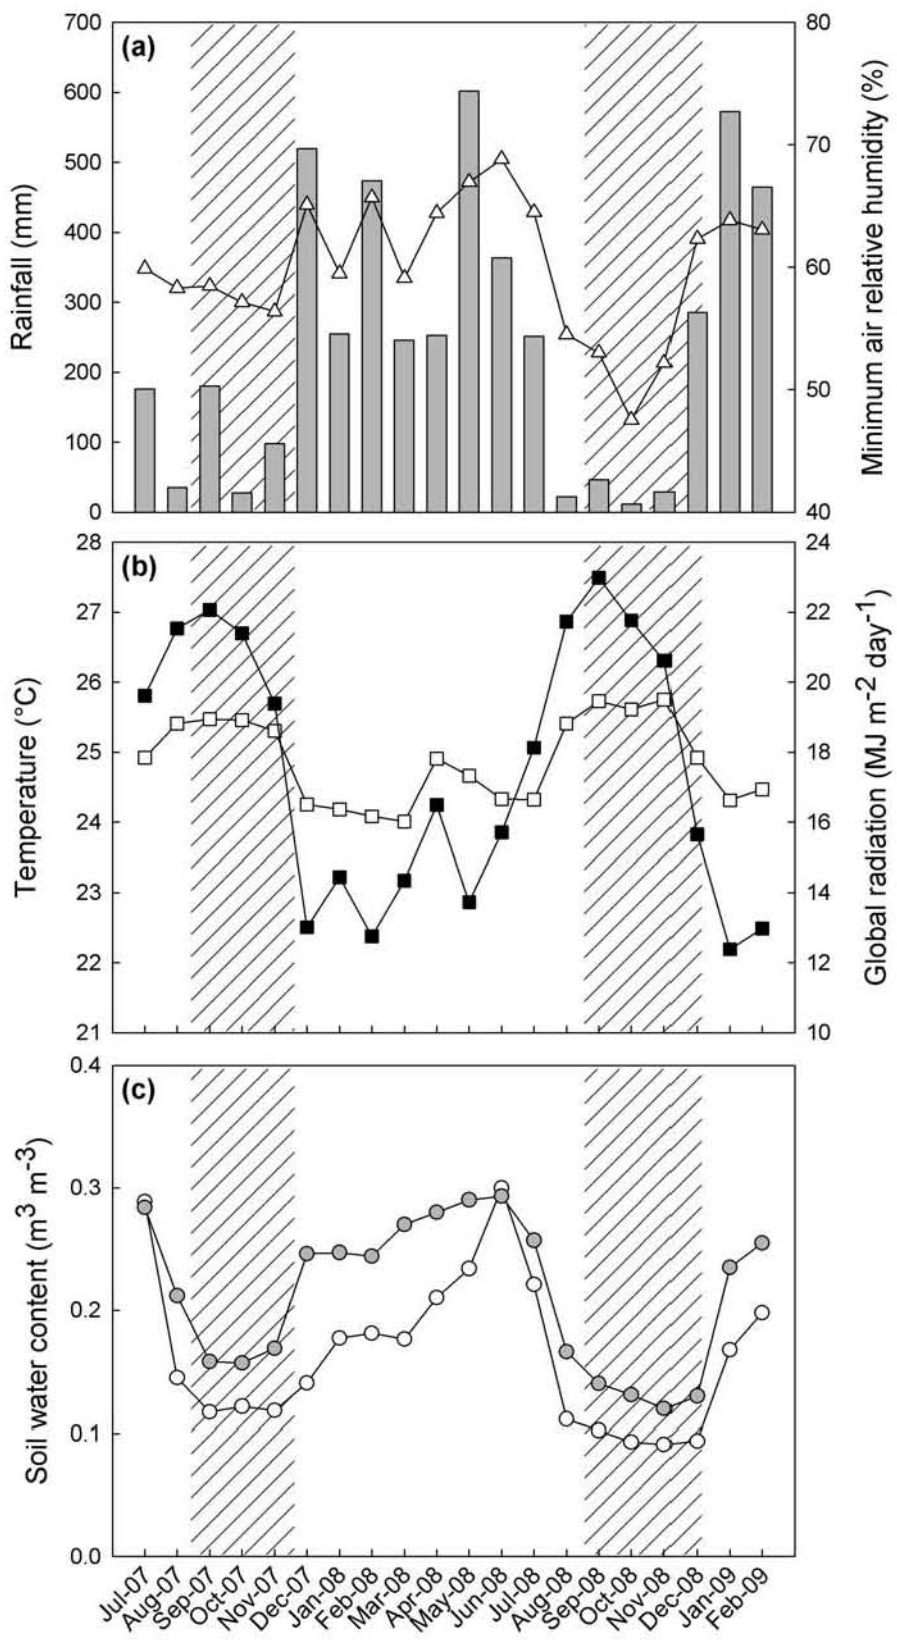 (a)
700
600
500
400
300
200
100
0
Rainfall (mm)
80
70
60
50
40
Minimum air relative humidity (%)
(b)
28
27
26
25
24
23
22
21
Temperature (°C)
24
22
20
18
16
14
12
10
Global radiation (MJ m⁻² day⁻¹)
(c)
0.4
0.3
0.2
0.1
0.0
Soil water content (m³ m⁻³)
Jul-07
Aug-07
Sep-07
Oct-07
Nov-07
Dec-07
Jan-08
Feb-08
Mar-08
Apr-08
May-08
Jun-08
Jul-08
Aug-08
Sep-08
Oct-08
Nov-08
Dec-08
Jan-09
Feb-09